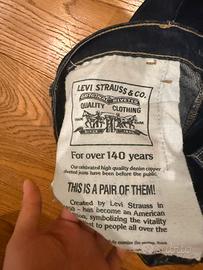 LEVI STRAUSS & CO.
ORIGINAL RIVETED
QUALITY CLOTHING
For over 140 years
Our celebrated high quality denim copper
riveted jeans have been before the public.
THIS IS A PAIR OF THEM!
Created by Levi Strauss in
has become an American
symbolizing the vitality
to people all over the